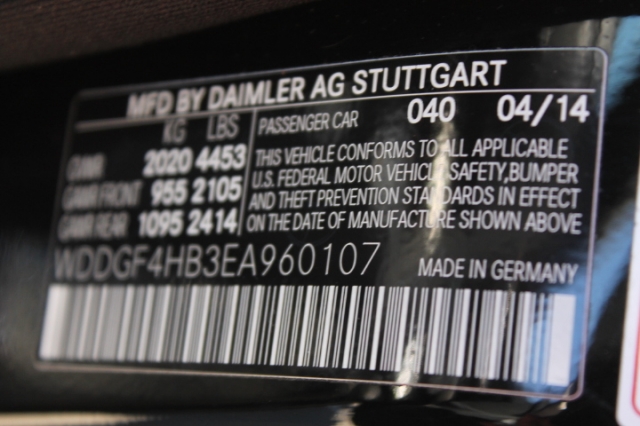 MFD BY DAIMLER AG STUTTGART
KG LBS PASSENGER CAR 040 04/14
GVWR 2020 4453 THIS VEHICLE CONFORMS TO ALL APPLICABLE
GAWR FRONT 955 2105 U.S. FEDERAL MOTOR VEHICLE SAFETY,BUMPER
AND THEFT PREVENTION STANDARDS IN EFFECT
GAWR REAR 1095 2414 ON THE DATE OF MANUFACTURE SHOWN ABOVE
WDDGF4HB3EA960107 MADE IN GERMANY